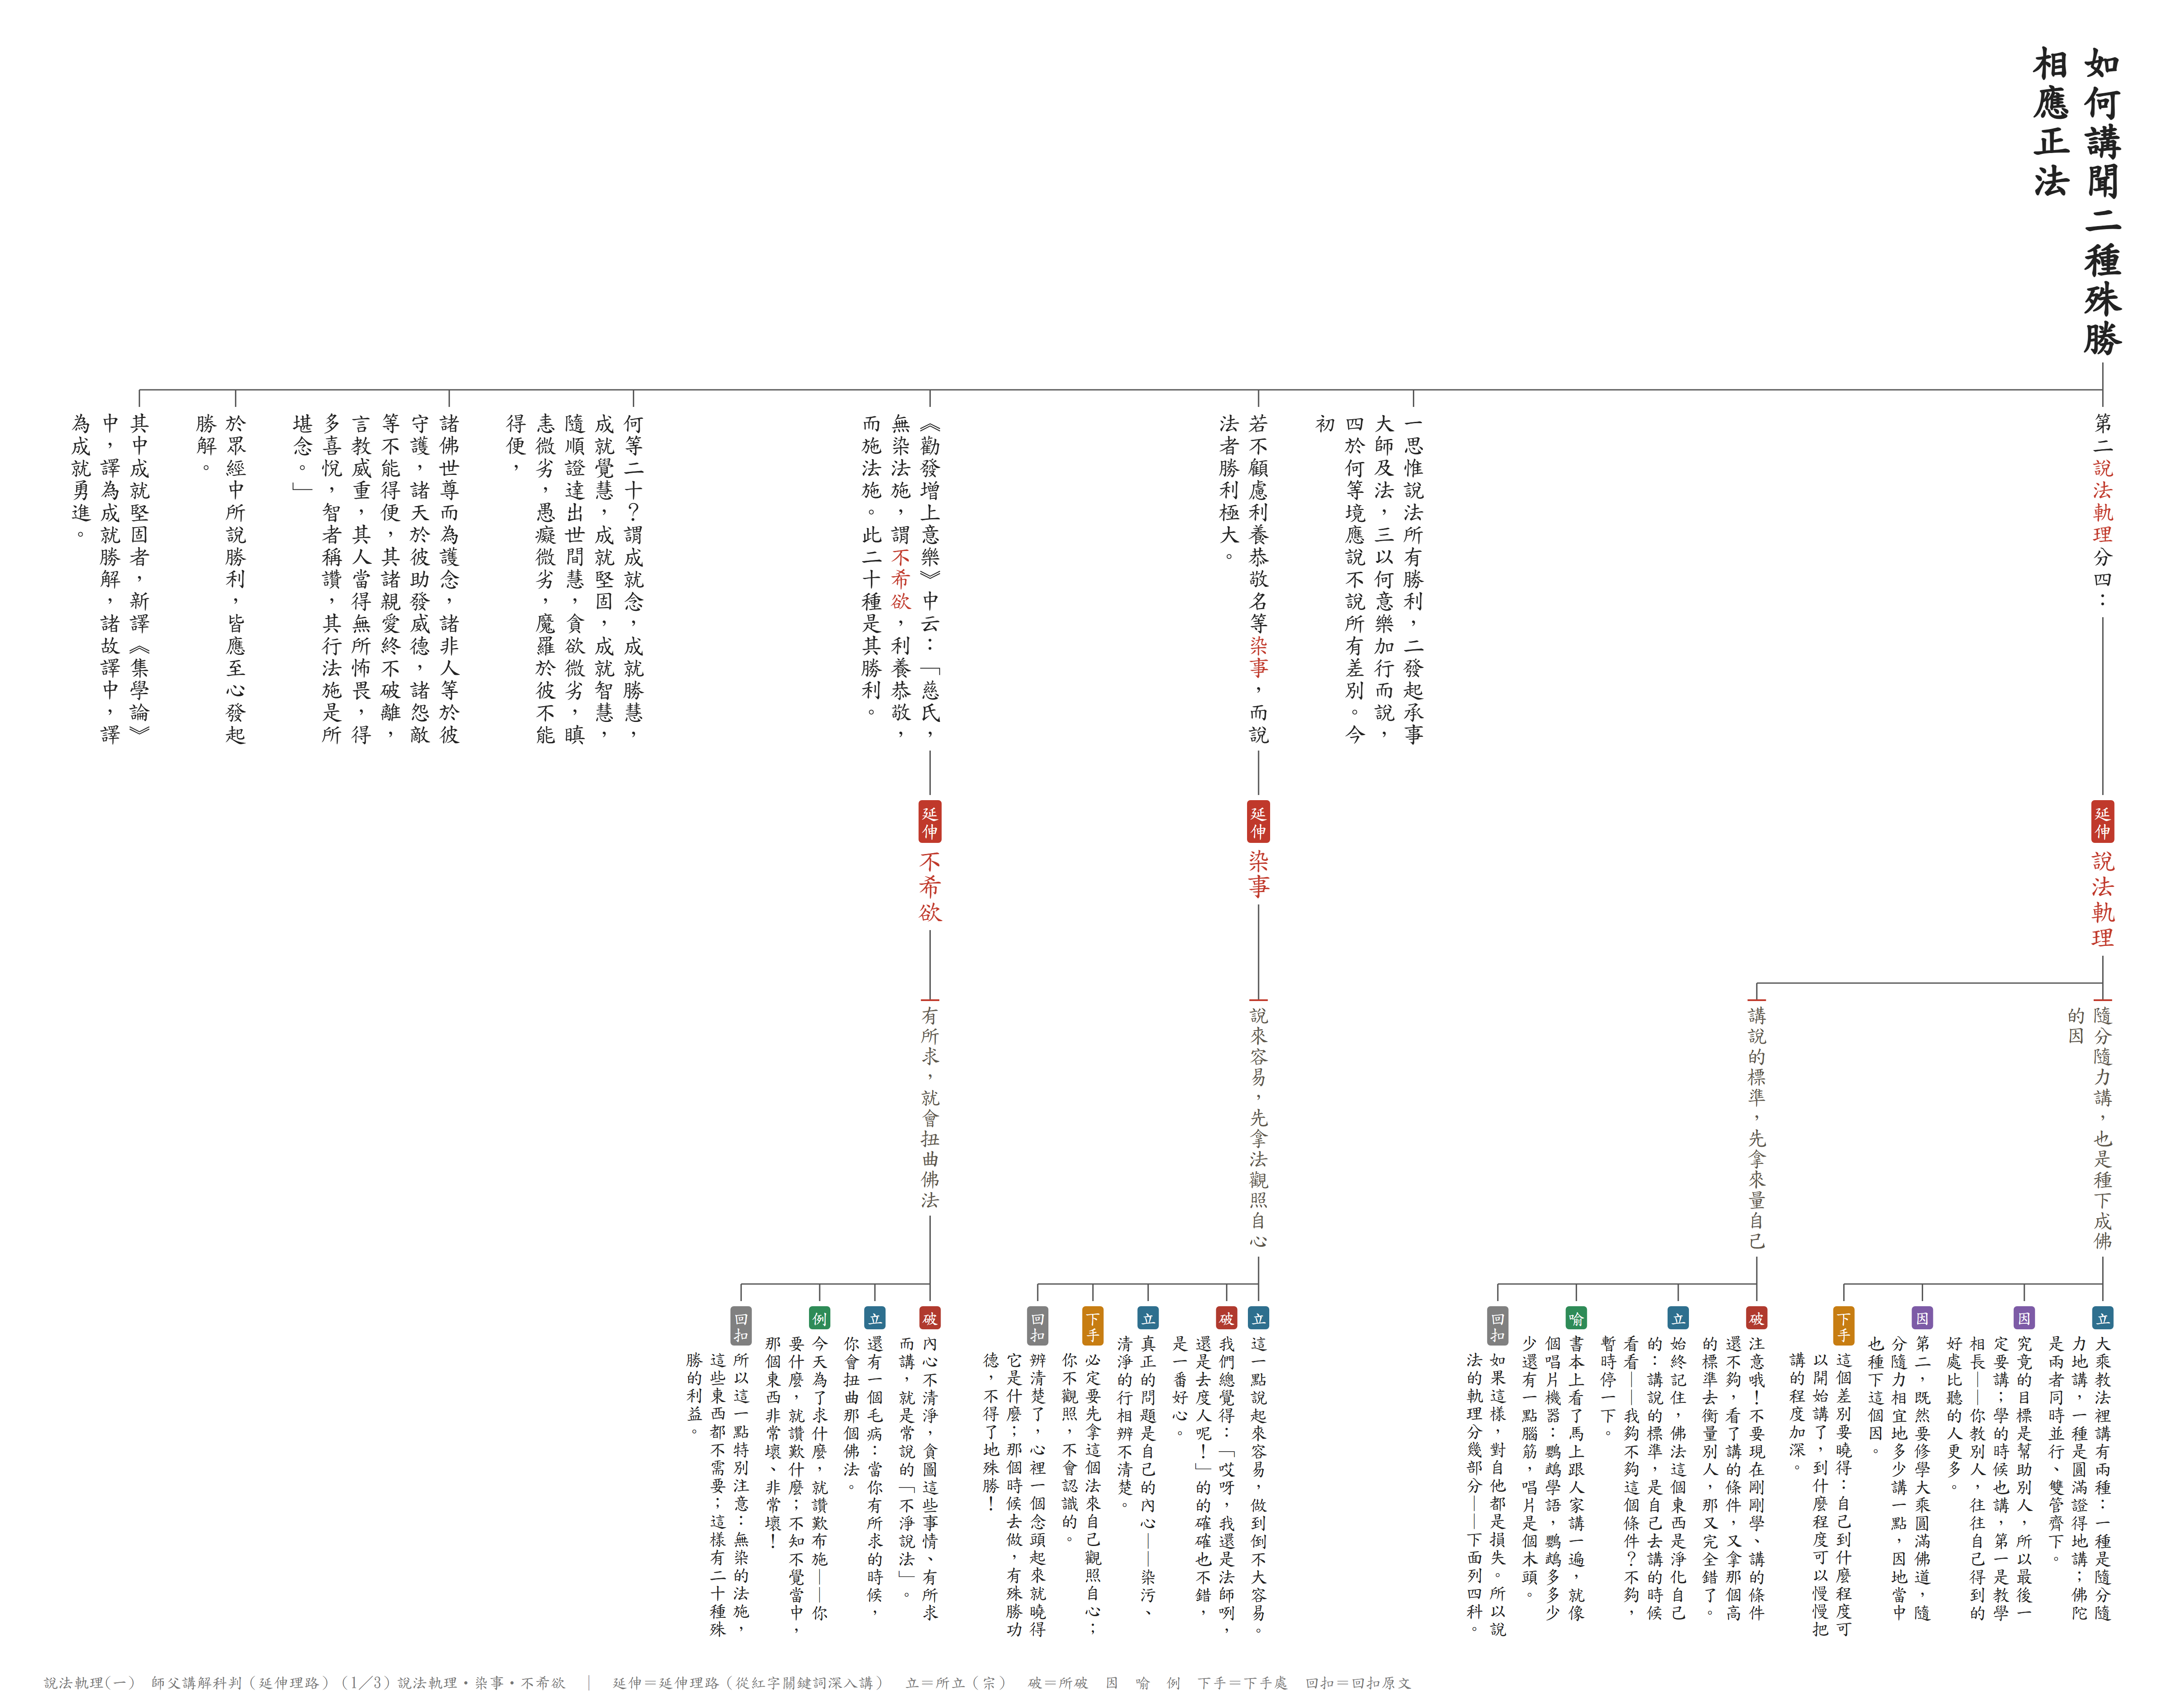 如何講聞二種殊勝
相應正法
第二說法軌理分四：
一思惟說法所有勝利，二發起承事
大師及法，三以何意樂加行而說，
四於何等境應說不說所有差別。今
初
若不顧慮利養恭敬名等染事，而說
法者勝利極大。
《勸發增上意樂》中云：「慈氏，
無染法施，謂不希欲，利養恭敬，
而施法施。此二十種是其勝利。
何等二十？謂成就念，成就勝慧，
成就覺慧，成就堅固，成就智慧，
隨順證達出世間慧，貪欲微劣，瞋
恚微劣，愚癡微劣，魔羅於彼不能
得便，
諸佛世尊而為護念，諸非人等於彼
守護，諸天於彼助發威德，諸怨敵
等不能得便，其諸親愛終不破離，
言教威重，其人當得無所怖畏，得
多喜悅，智者稱讚，其行法施是所
堪念。」
於眾經中所說勝利，皆應至心發起
勝解。
其中成就堅固者，新譯《集學論》
中，譯為成就勝解，諸故譯中，譯
為成就勇進。
延伸
說法軌理
延伸
染事
延伸
不希欲
隨分隨力講，也是種下成佛
的因
講說的標準，先拿來量自己
說來容易，先拿法觀照自心
有所求，就會扭曲佛法
立
大乘教法裡講有兩種：一種是隨分隨
力地講，一種是圓滿證得地講；佛陀
是兩者同時並行、雙管齊下。
因
究竟的目標是幫助別人，所以最後一
定要講；學的時候也講，第一是教學
相長——你教別人，往往自己得到的
好處比聽的人更多。
因
第二，既然要修學大乘圓滿佛道，隨
分隨力相宜地多少講一點，因地當中
也種下這個因。
下手
這個差別要曉得：自己到什麼程度可
以開始講了，到什麼程度可以慢慢把
講的程度加深。
破
注意哦！不要現在剛剛學、講的條件
還不夠，看了講的條件，又拿那個高
的標準去衡量別人，那又完全錯了。
立
始終記住，佛法這個東西是淨化自己
的：講說的標準，是自己去講的時候
看看——我夠不夠這個條件？不夠，
暫時停一下。
喻
書本上看了馬上跟人家講一遍，就像
個唱片機器：鸚鵡學語，鸚鵡多多少
少還有一點腦筋，唱片是個木頭。
回扣
如果這樣，對自他都是損失。所以說
法的軌理分幾部分——下面列四科。
立
這一點說起來容易，做到倒不大容易。
破
我們總覺得：「哎呀，我還是法師咧，
還是去度人呢！」的的確確也不錯，
是一番好心。
立
真正的問題是自己的內心——染污、
清淨的行相辨不清楚。
下手
必定要先拿這個法來自己觀照自心；
你不觀照，不會認識的。
回扣
辨清楚了，心裡一個念頭起來就曉得
它是什麼；那個時候去做，有殊勝功
德，不得了地殊勝！
破
內心不清淨，貪圖這些事情、有所求
而講，就是常說的「不淨說法」。
立
還有一個毛病：當你有所求的時候，
你會扭曲那個佛法。
例
今天為了求什麼，就讚歎布施——你
要什麼，就讚歎什麼；不知不覺當中，
那個東西非常壞、非常壞！
回扣
所以這一點特別注意：無染的法施，
這些東西都不需要；這樣有二十種殊
勝的利益。
說法軌理(一)　師父講解科判（延伸理路）（1／3）說法軌理・染事・不希欲　｜　延伸＝延伸理路（從紅字關鍵詞深入講）　立＝所立（宗）　破＝所破　因　喻　例　下手＝下手處　回扣＝回扣原文